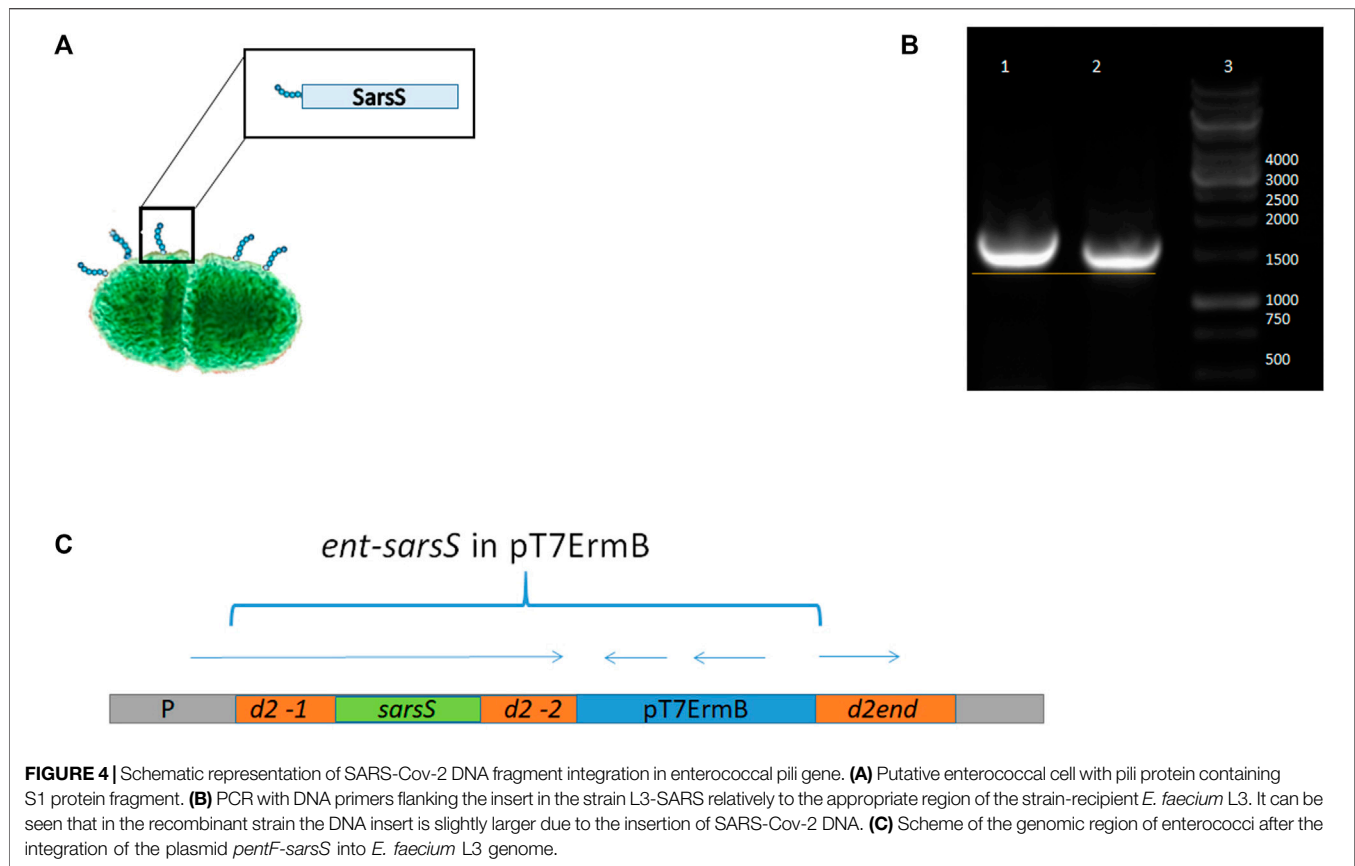 A
SarsS
B
1 2 3
4000
3000
2500
2000
1500
1000
750
500
C
ent-sarsS in pT7ErmB
P d2 -1 sarsS d2 -2 pT7ErmB d2end
FIGURE 4 | Schematic representation of SARS-Cov-2 DNA fragment integration in enterococcal pili gene. (A) Putative enterococcal cell with pili protein containing
S1 protein fragment. (B) PCR with DNA primers flanking the insert in the strain L3-SARS relatively to the appropriate region of the strain-recipient E. faecium L3. It can be
seen that in the recombinant strain the DNA insert is slightly larger due to the insertion of SARS-Cov-2 DNA. (C) Scheme of the genomic region of enterococci after the
integration of the plasmid pentF-sarsS into E. faecium L3 genome.